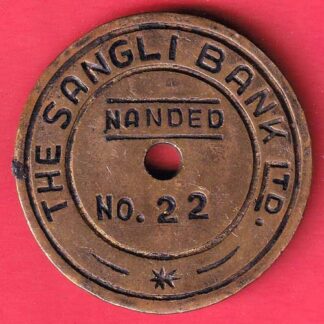 THE SANGLI BANK LTD.
NANDED
NO. 22